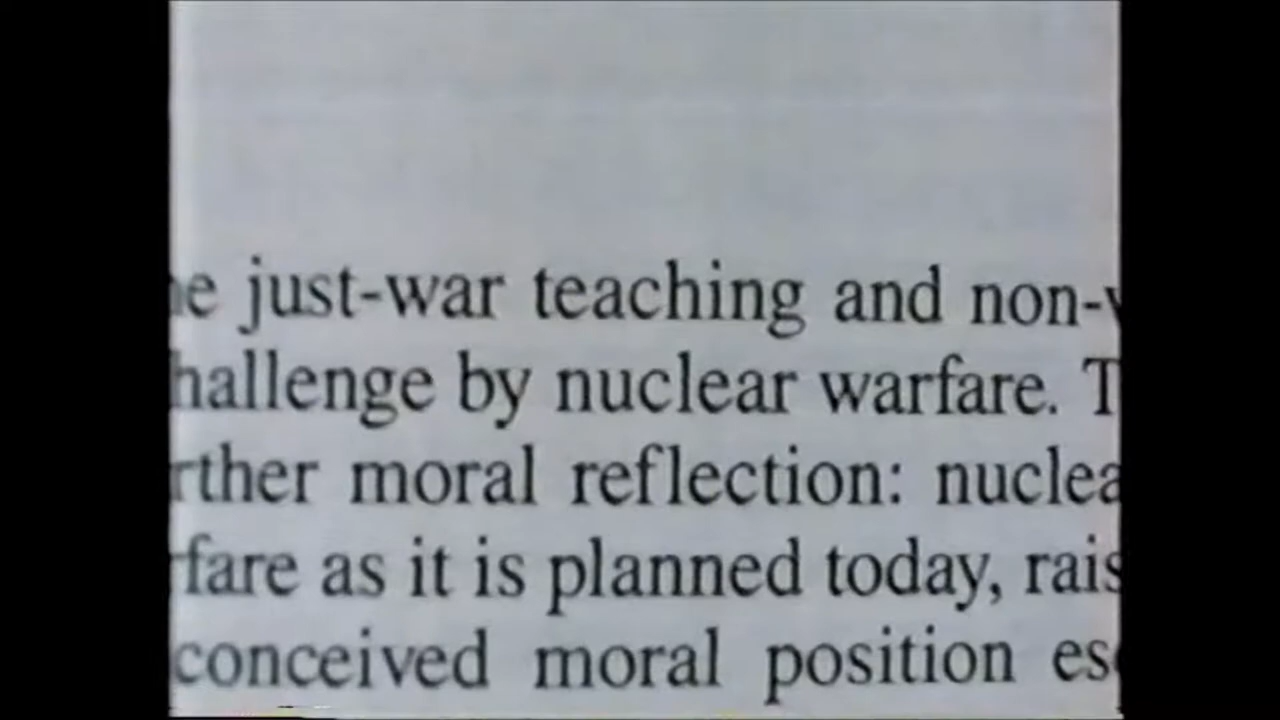 e just-war teaching and non-
hallenge by nuclear warfare. T
rther moral reflection: nuclea
rfare as it is planned today, rais
conceived moral position es